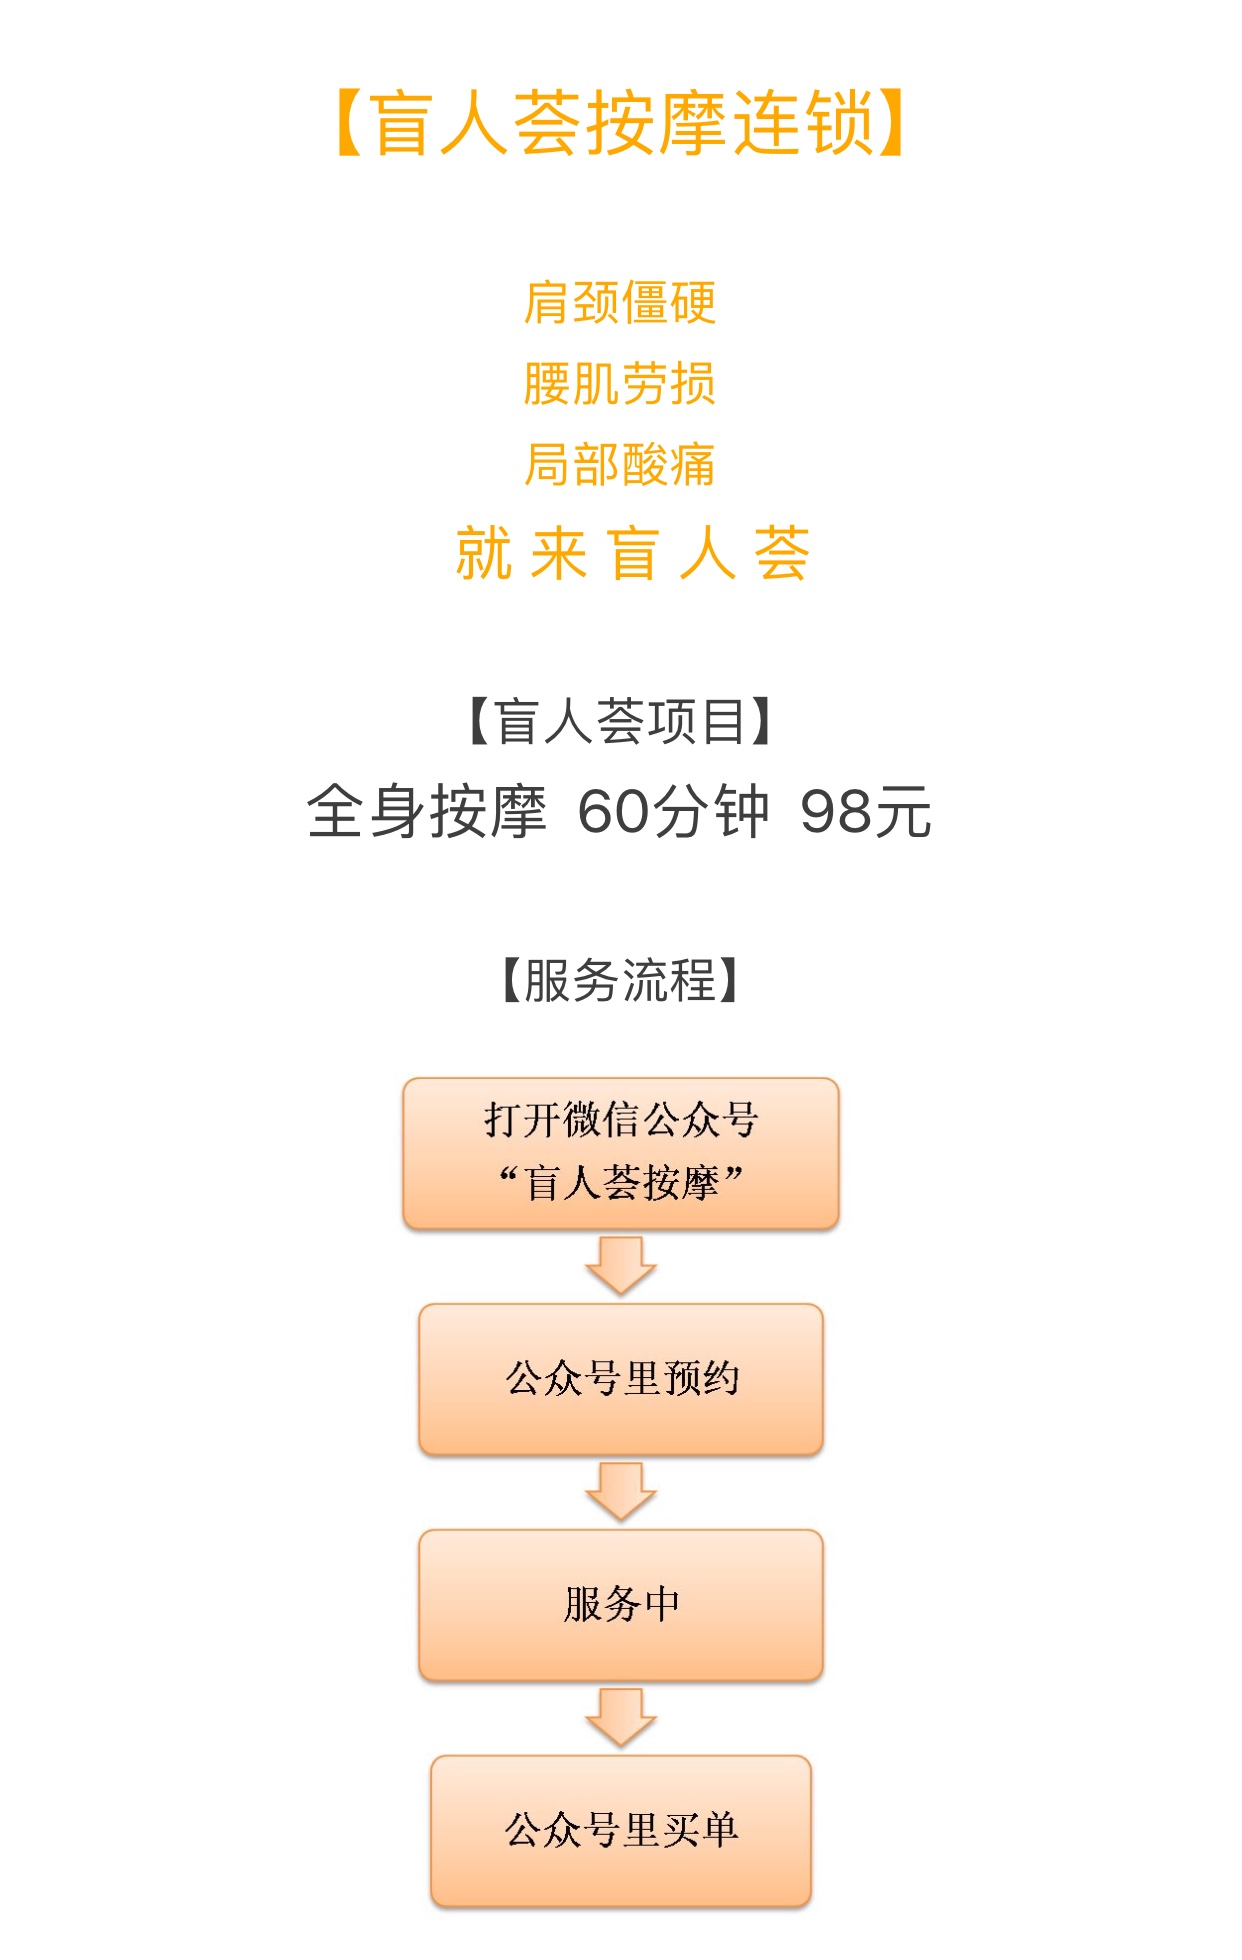 【盲人荟按摩连锁】
肩颈僵硬
腰肌劳损
局部酸痛
就来盲人荟
【盲人荟项目】
全身按摩 60分钟 98元
【服务流程】
打开微信公众号
“盲人荟按摩”
公众号里预约
服务中
公众号里买单